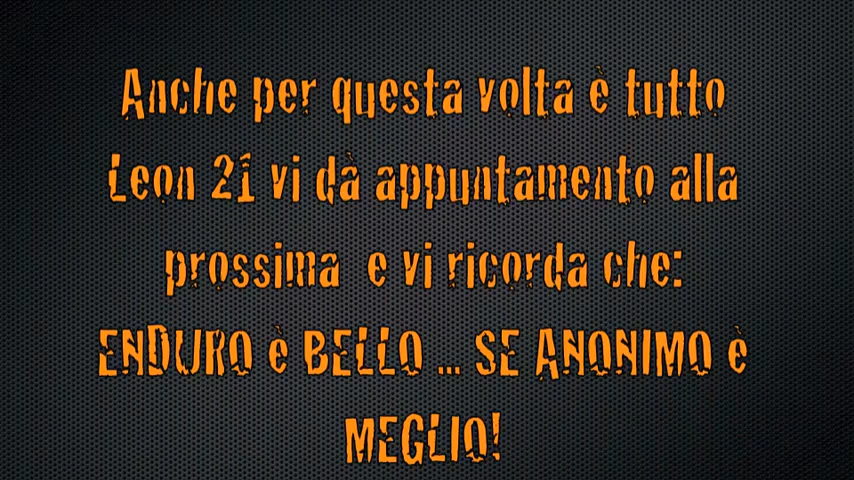 Anche per questa volta è tutto
Leon 21 vi dà appuntamento alla
prossima e vi ricorda che:
ENDURO è BELLO ... SE ANONIMO è
MEGLIO!